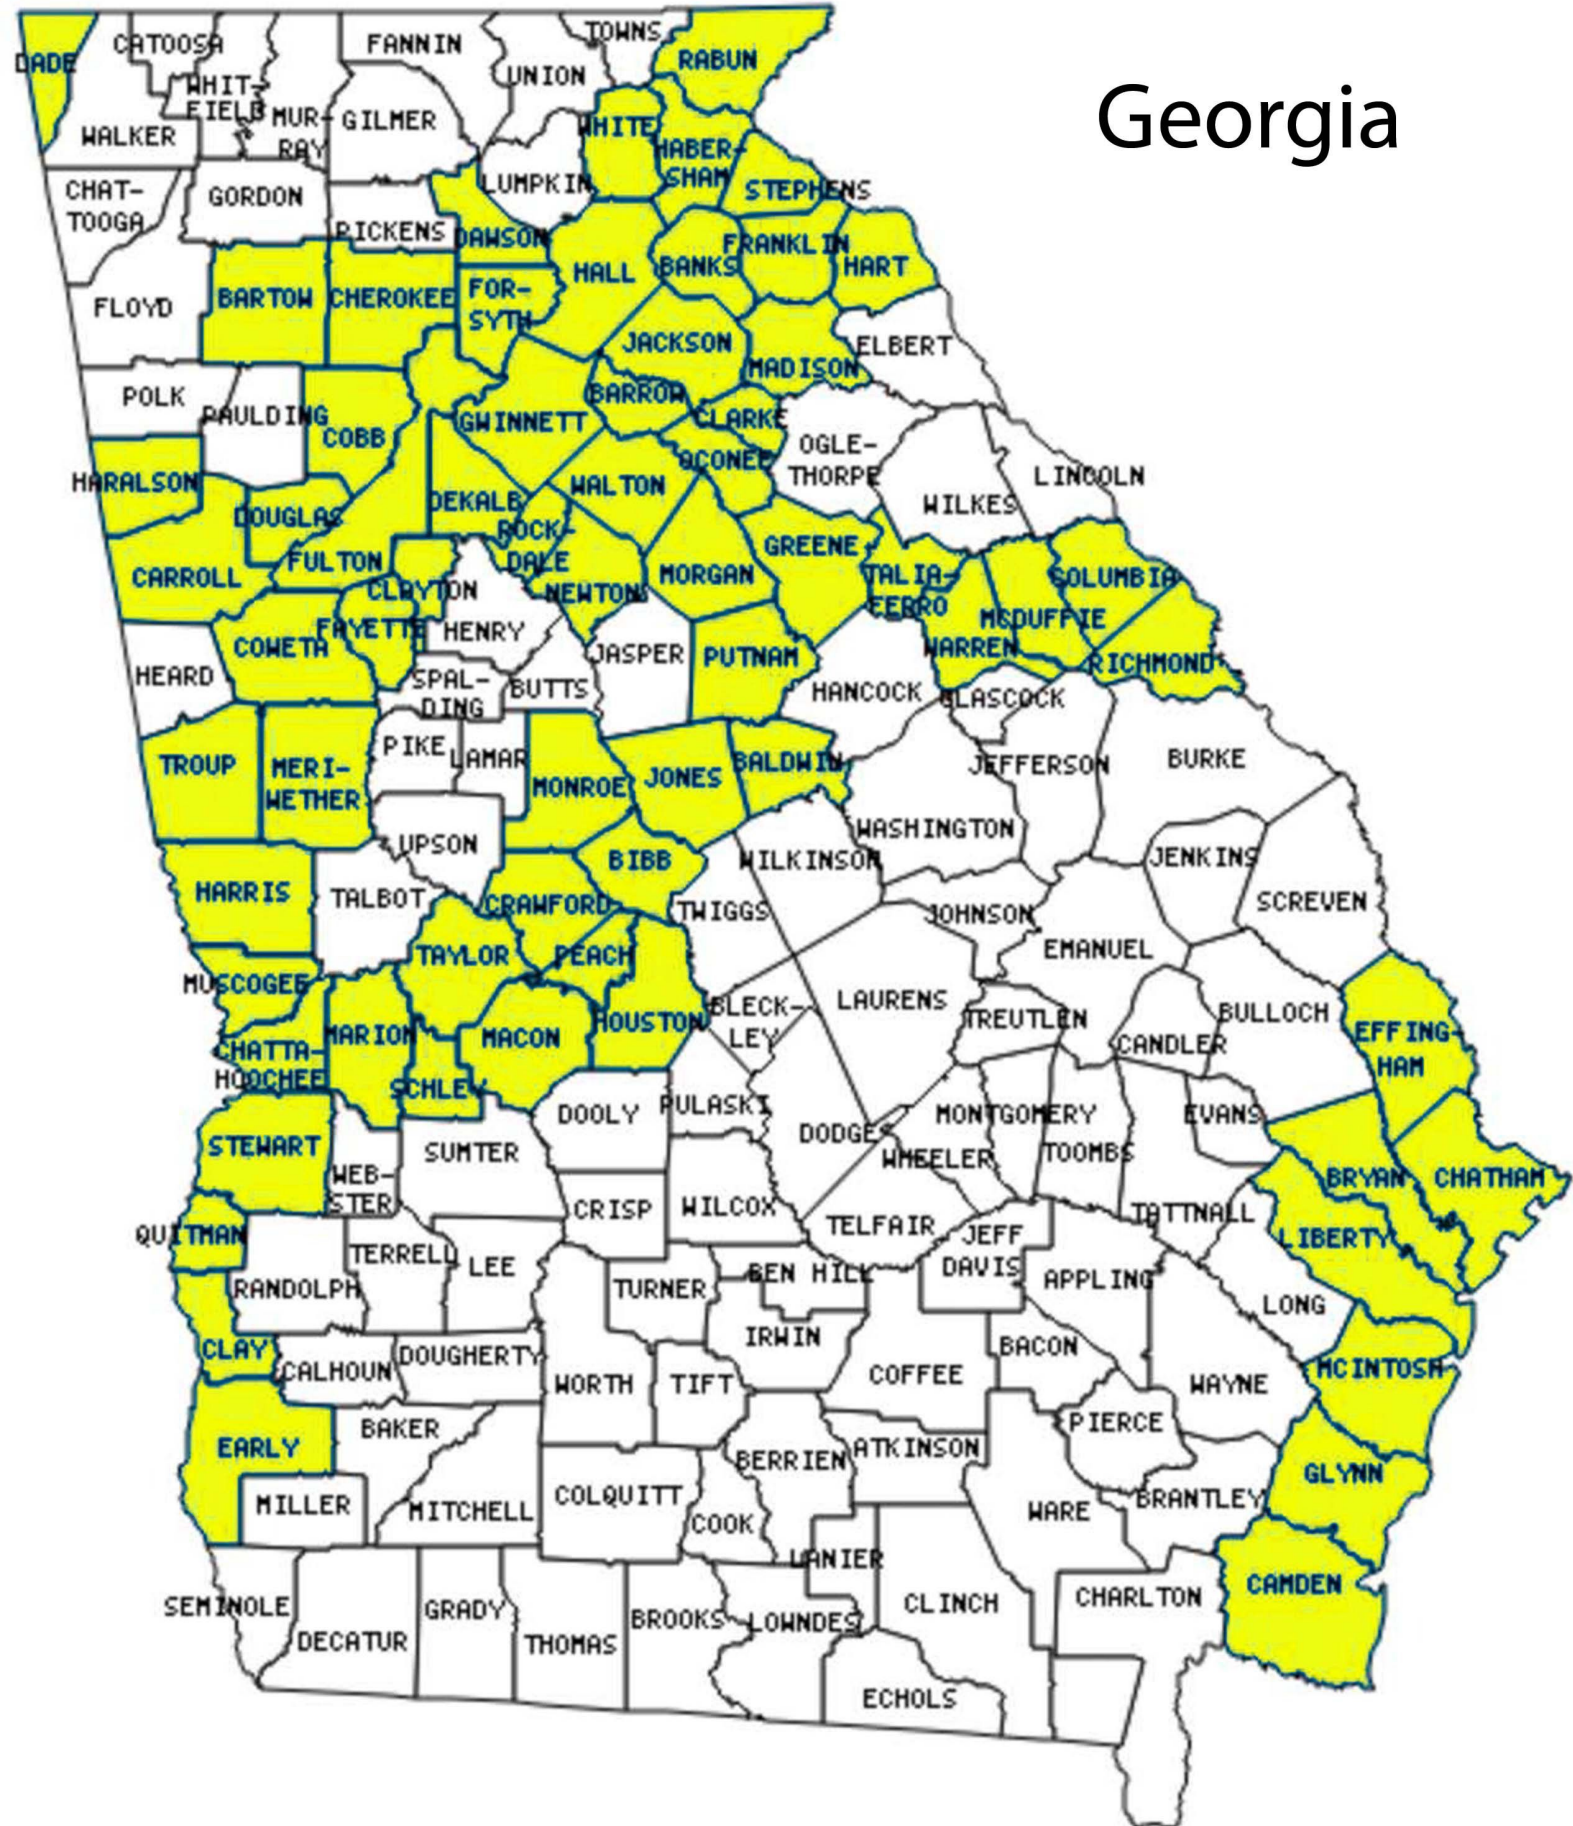 Georgia
DADE
CATOOSA
FANNIN
TOWNS
RABUN
UNION
WHIT-
FIELD
MUR-
RAY
GILMER
WALKER
WHITE
HABER-
SHAM
STEPHENS
CHAT-
TOOGA
GORDON
LUMPKIN
PICKENS
DAWSON
HALL
BANKS
FRANKLIN
HART
FLOYD
BARTOW
CHEROKEE
FOR-
SYTH
JACKSON
MADISON
ELBERT
POLK
PAULDING
COBB
GWINNETT
BARROW
CLARKE
OCONEE
OGLE-
THORPE
WILKES
LINCOLN
HARALSON
DOUGLAS
DEKALB
WALTON
ROCK-
DALE
CARROLL
FULTON
CLAYTON
NEWTON
MORGAN
GREENE
TALIA-
FERRO
COLUMBIA
MCDUFFIE
WARREN
RICHMOND
COWETA
FAYETTE
HENRY
HEARD
SPAL-
DING
BUTTS
JASPER
PUTNAM
HANCOCK
GLASCOCK
TROUP
MERI-
WETHER
PIKE
LAMAR
MONROE
JONES
BALDWIN
JEFFERSON
BURKE
UPSON
BIBB
WILKINSON
WASHINGTON
JENKINS
SCREVEN
HARRIS
TALBOT
CRAWFORD
TWIGGS
JOHNSON
EMANUEL
MUSCOGEE
TAYLOR
PEACH
CHATTA-
HOOCHEE
MARION
SCHLEY
MACON
HOUSTON
BLECK-
LEY
LAURENS
TREUTLEN
CANDLER
BULLOCH
EFFING-
HAM
STEWART
WEB-
STER
SUMTER
DOOLY
PULASKI
DODGE
MONTGOMERY
WHEELER
TOOMBS
EVANS
BRYAN
CHATHAM
QUITMAN
CRISP
WILCOX
TELFAIR
JEFF
DAVIS
TATTNALL
LIBERTY
RANDOLPH
TERRELL
LEE
TURNER
BEN HILL
APPLING
LONG
CLAY
CALHOUN
DOUGHERTY
WORTH
TIFT
IRWIN
COFFEE
BACON
WAYNE
MCINTOSH
EARLY
BAKER
PIERCE
MILLER
MITCHELL
COLQUITT
COOK
BERRIEN
ATKINSON
WARE
BRANTLEY
GLYNN
LANIER
SEMINOLE
DECATUR
GRADY
THOMAS
BROOKS
LOWNDES
CLINCH
CHARLTON
CAMDEN
ECHOLS